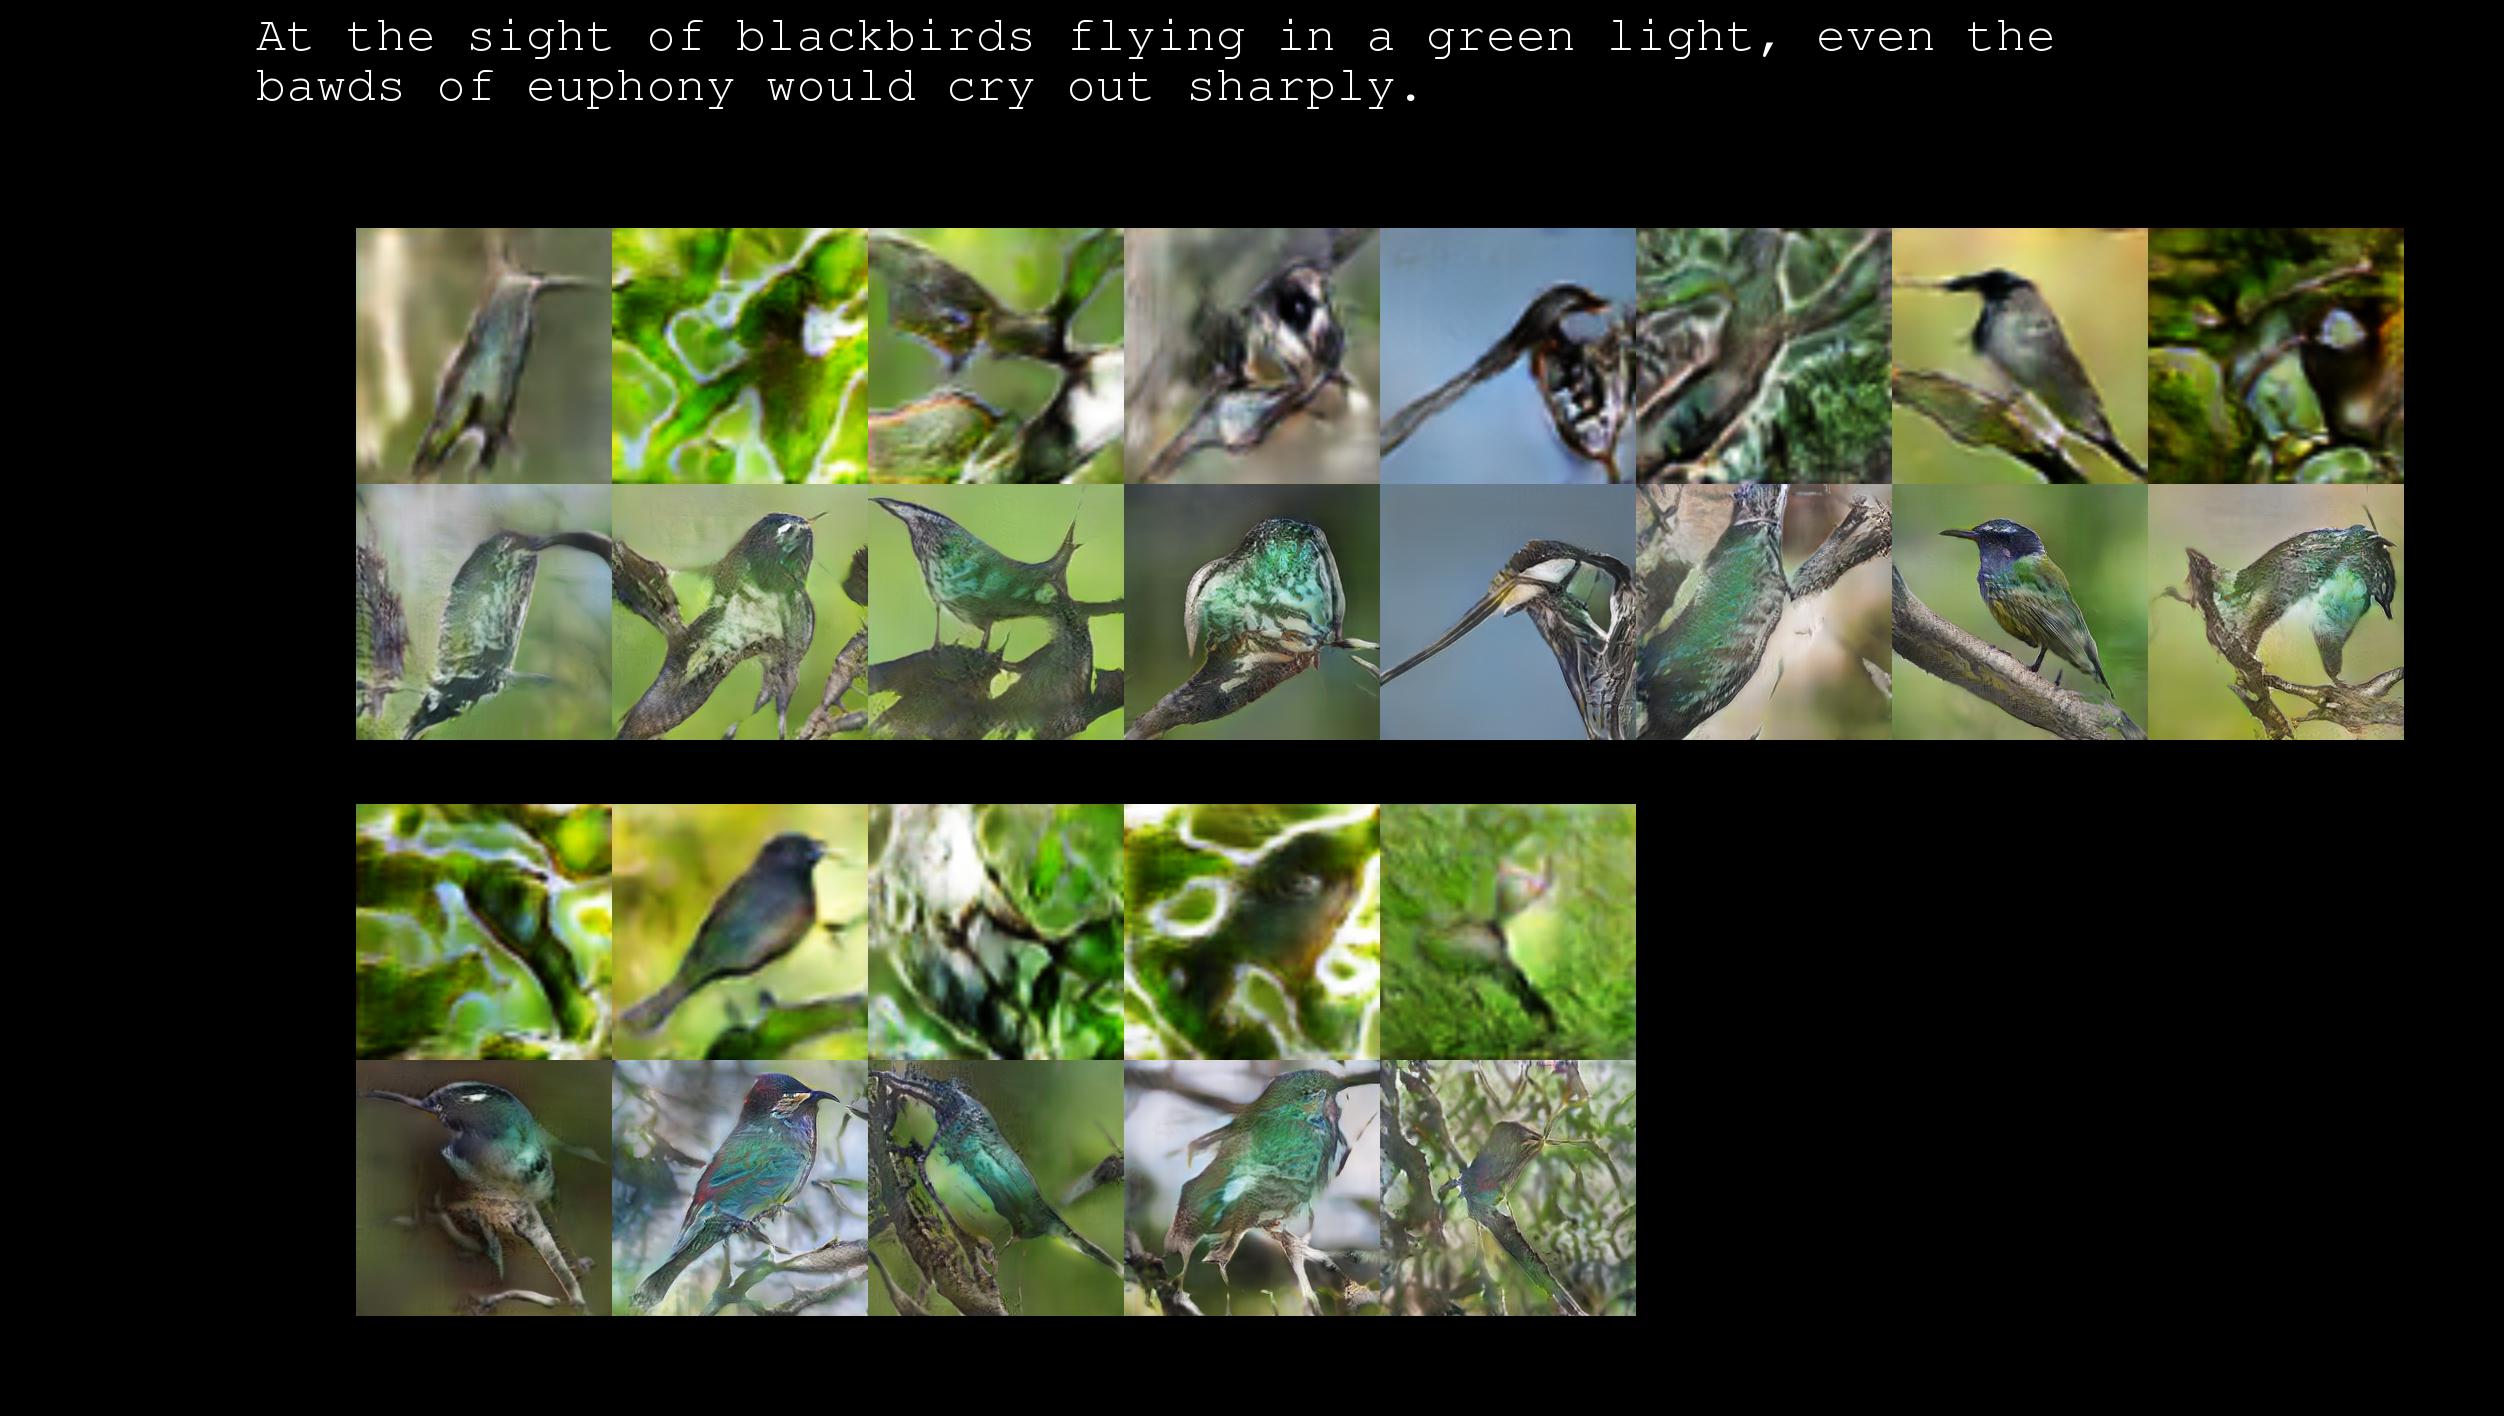 At the sight of blackbirds flying in a green light, even the
bawds of euphony would cry out sharply.